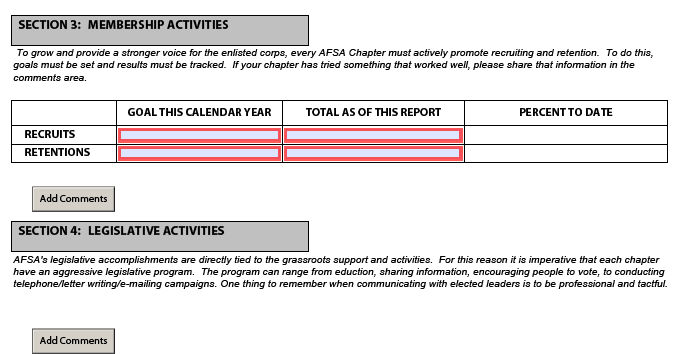 SECTION 3: MEMBERSHIP ACTIVITIES
To grow and provide a stronger voice for the enlisted corps, every AFSA Chapter must actively promote recruiting and retention. To do this,
goals must be set and results must be tracked. If your chapter has tried something that worked well, please share that information in the
comments area.
GOAL THIS CALENDAR YEAR TOTAL AS OF THIS REPORT PERCENT TO DATE
RECRUITS
RETENTIONS
Add Comments
SECTION 4: LEGISLATIVE ACTIVITIES
AFSA's legislative accomplishments are directly tied to the grassroots support and activities. For this reason it is imperative that each chapter
have an aggressive legislative program. The program can range from eduction, sharing information, encouraging people to vote, to conducting
telephone/letter writing/e-mailing campaigns. One thing to remember when communicating with elected leaders is to be professional and tactful.
Add Comments